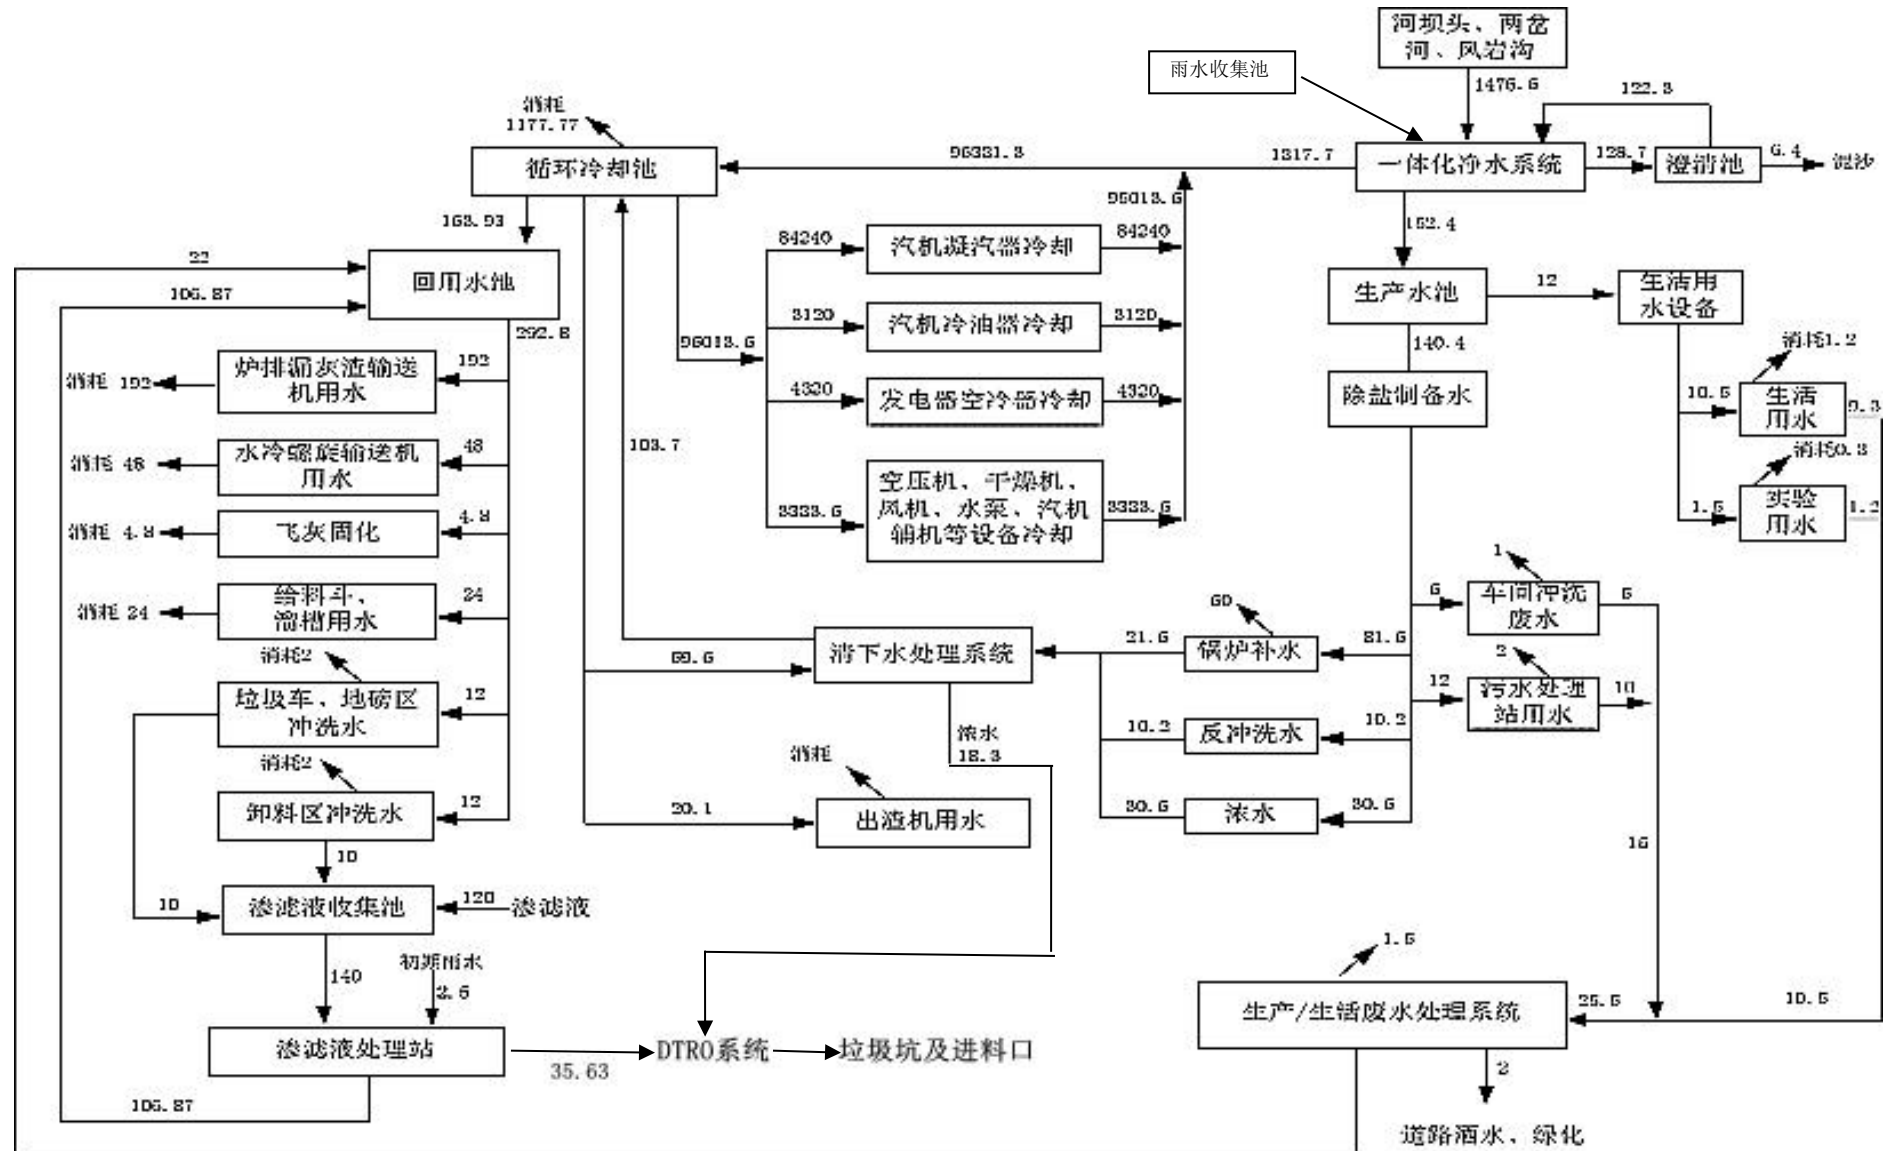 河坝头、两岔
河、风岩沟
雨水收集池
1476.6
122.3
消耗
1177.77
循环冷却池
96331.3
1317.7
一体化净水系统
128.7
澄清池
6.4
泥沙
163.93
95013.6
152.4
22
回用水池
106.87
292.8
84240
汽机凝汽器冷却
84240
生产水池
12
生活用
水设备
3120
汽机冷油器冷却
3120
95013.6
140.4
消耗1.2
消耗 192
炉排漏灰渣输送
机用水
192
4320
发电器空冷器冷却
4320
除盐制备水
10.5
生活
用水
9.3
消耗 48
水冷螺旋输送机
用水
48
103.7
消耗0.3
3333.6
空压机、干燥机、
风机、水泵、汽机
辅机等设备冷却
3333.6
1.5
实验
用水
1.2
消耗 4.8
飞灰固化
4.8
消耗 24
给料斗、
溜槽用水
24
1
6
车间冲洗
废水
5
60
消耗2
69.6
清下水处理系统
21.6
锅炉补水
81.6
2
垃圾车、地磅区
冲洗水
12
12
污水处理
站用水
10
浓水
18.3
10.2
反冲洗水
10.2
消耗2
消耗
卸料区冲洗水
12
20.1
出渣机用水
30.6
浓水
30.6
15
10
10
渗滤液收集池
120
渗滤液
140
初期雨水
2.5
1.5
渗滤液处理站
35.63
DTRO系统
垃圾坑及进料口
生产/生活废水处理系统
25.5
10.5
2
106.87
道路洒水、绿化